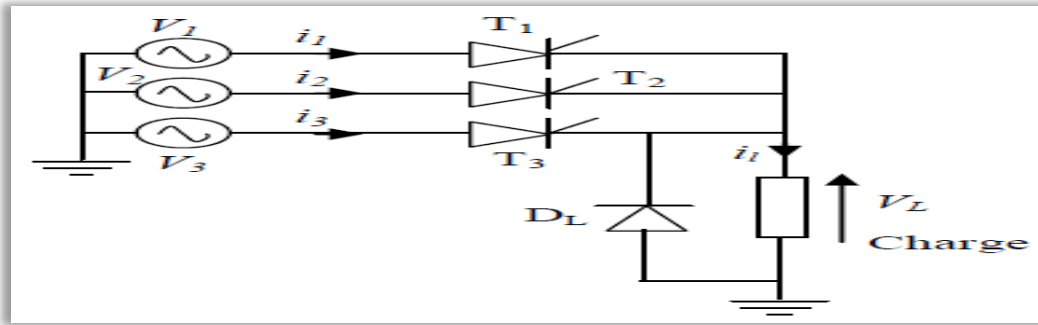 V1 i1 T1
V2 i2 T2
i3
V3 T3
il
DL VL
Charge